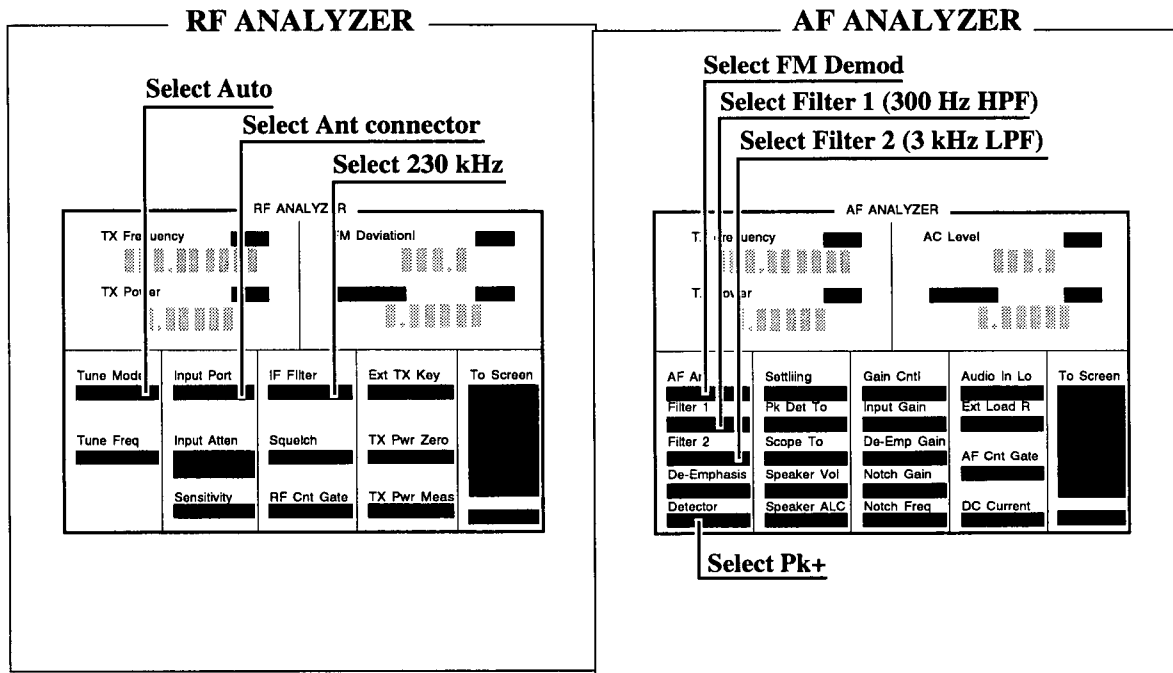 RF ANALYZER
Select Auto
Select Ant connector
Select 230 kHz
RF ANALYZ R
TX Frequency
FM Deviationl
TX Power
Tune Mode
Input Port
IF Filter
Ext TX Key
To Screen
Tune Freq
Input Atten
Squelch
TX Pwr Zero
Sensitivity
RF Cnt Gate
TX Pwr Meas
AF ANALYZER
Select FM Demod
Select Filter 1 (300 Hz HPF)
Select Filter 2 (3 kHz LPF)
AF ANALYZER
AC Level
AF An
Settliing
Gain Cntl
Audio In Lo
To Screen
Filter 1
Pk Det To
Input Gain
Ext Load R
Filter 2
Scope To
De-Emp Gain
AF Cnt Gate
De-Emphasis
Speaker Vol
Notch Gain
Detector
Speaker ALC
Notch Freq
DC Current
Select Pk+